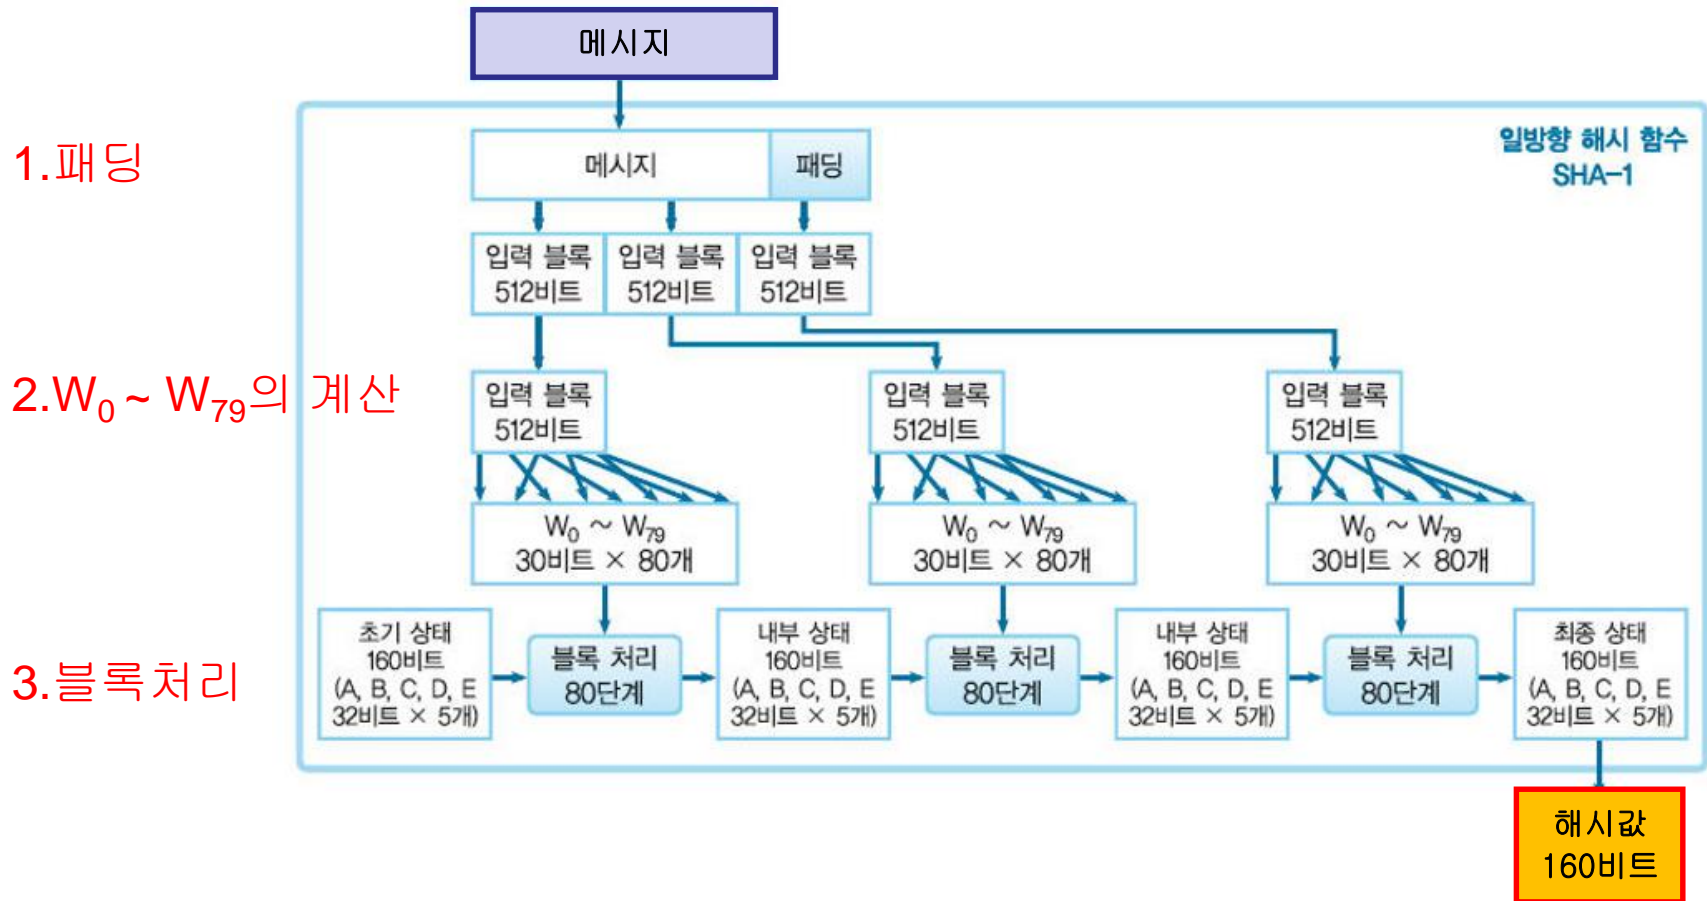 메시지
일방향 해시 함수
SHA-1
1.패딩
메시지 패딩
입력 블록 입력 블록 입력 블록
512비트 512비트 512비트
2.W0 ~ W79의 계산
입력 블록 입력 블록 입력 블록
512비트 512비트 512비트
W0 ~ W79 W0 ~ W79 W0 ~ W79
30비트 × 80개 30비트 × 80개 30비트 × 80개
3.블록처리
초기 상태
160비트
(A, B, C, D, E
32비트 × 5개)
블록 처리
80단계
내부 상태
160비트
(A, B, C, D, E
32비트 × 5개)
블록 처리
80단계
내부 상태
160비트
(A, B, C, D, E
32비트 × 5개)
블록 처리
80단계
최종 상태
160비트
(A, B, C, D, E
32비트 × 5개)
해시값
160비트